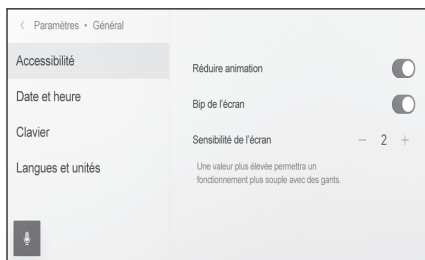 < Paramètres • Général
Accessibilité
Date et heure
Clavier
Langues et unités
Réduire animation
Bip de l'écran
Sensibilité de l'écran
− 2 +
Une valeur plus élevée permettra un
fonctionnement plus souple avec des gants.